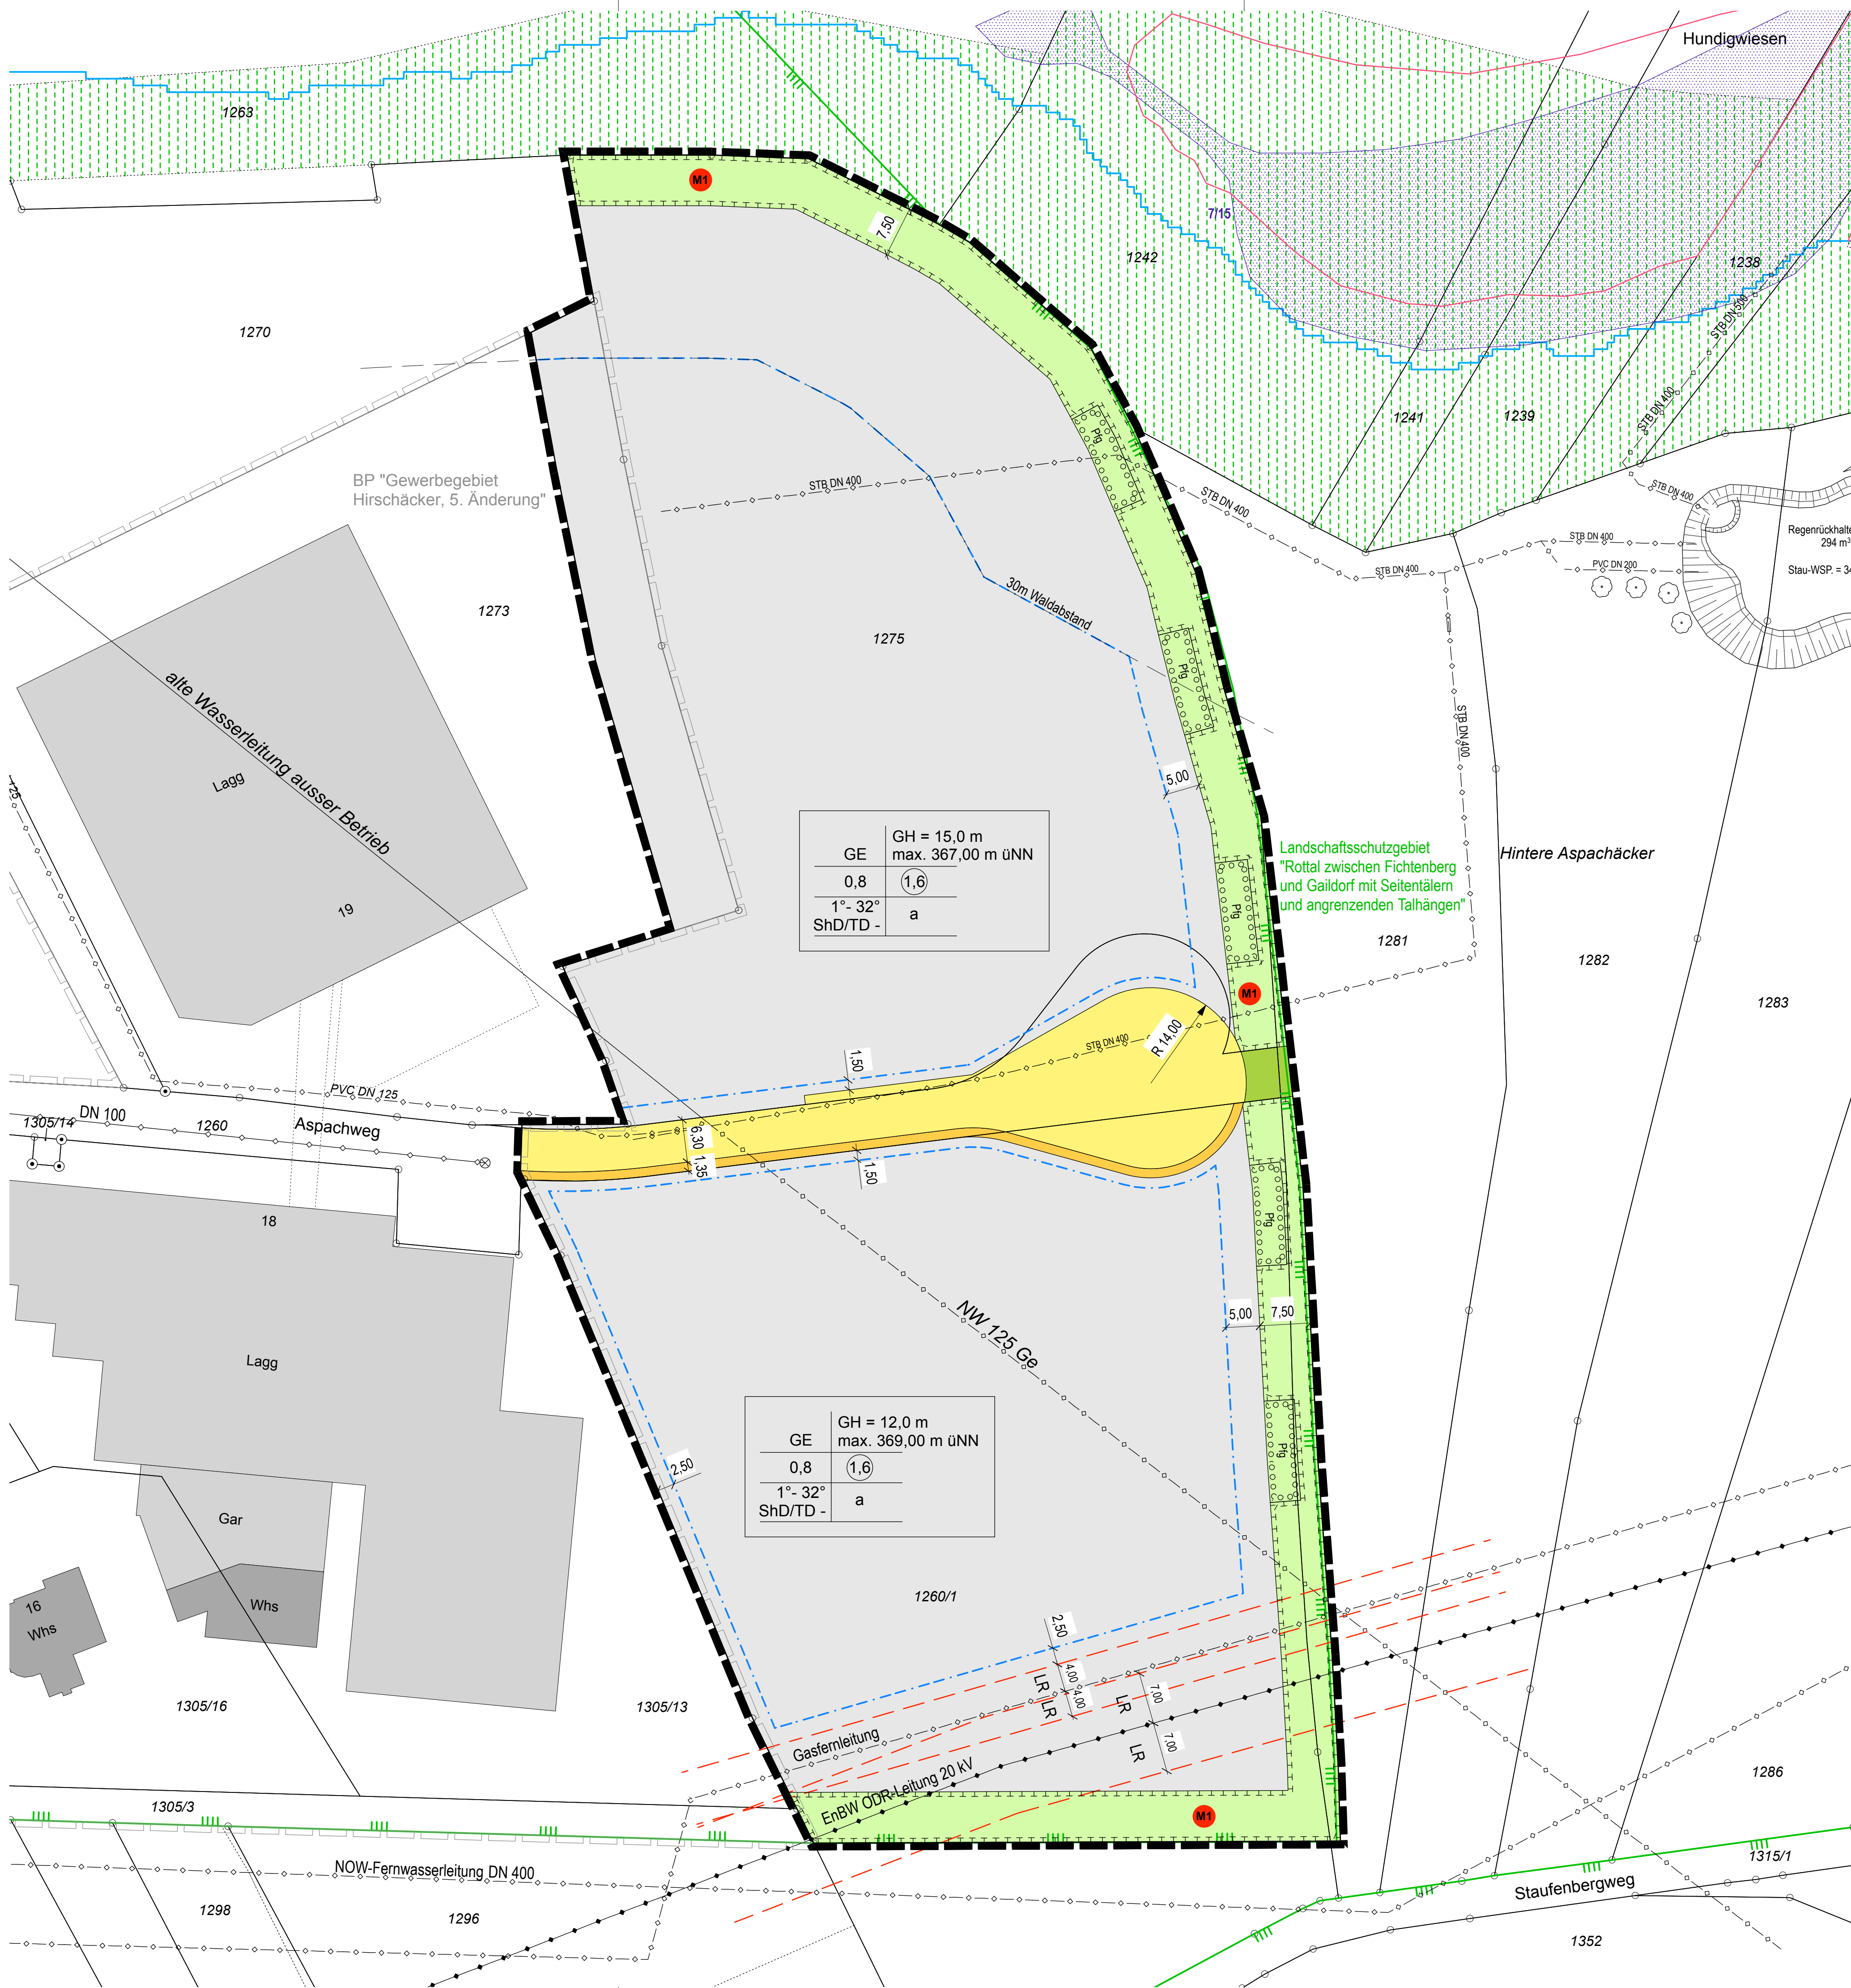 Hundigwiesen
1263
M1
7,50
7/15
1242
1238
STB DN 500
1270
1241
1239
STB DN 400
Pfg
BP "Gewerbegebiet
Hirschäcker, 5. Änderung"
STB DN 400
STB DN 400
STB DN 400
Regenrückhalte
294 m³
STB DN 400
PVC DN 200
STB DN 400
Stau-WSP. = 34
30m Waldabstand
1273
1275
Pfg
alte Wasserleitung ausser Betrieb
STB DN 400
Lagg
125
5,00
GH = 15,0 m
GE
max. 367,00 m üNN
0,8
1,6
1°- 32°
ShD/TD -
a
Landschaftsschutzgebiet
"Rottal zwischen Fichtenberg
und Gaildorf mit Seitentälern
und angrenzenden Talhängen"
Hintere Aspachäcker
19
Pfg
1281
1282
M1
1283
R 14,00
STB DN 400
1,50
PVC DN 125
DN 100
1305/14
1260
Aspachweg
6,30
1,35
1,50
18
Pfg
NW 125 Ge
5,00
7,50
Lagg
GH = 12,0 m
GE
max. 369,00 m üNN
0,8
1,6
1°- 32°
ShD/TD -
a
Pfg
2,50
Gar
Whs
16
Whs
1260/1
2,50
4,00
4,00
LR
LR
7,00
LR
7,00
LR
1305/16
1305/13
Gasfernleitung
EnBW ODR-Leitung 20 kV
1286
1305/3
M1
NOW-Fernwasserleitung DN 400
1315/1
Staufenbergweg
1298
1296
1352